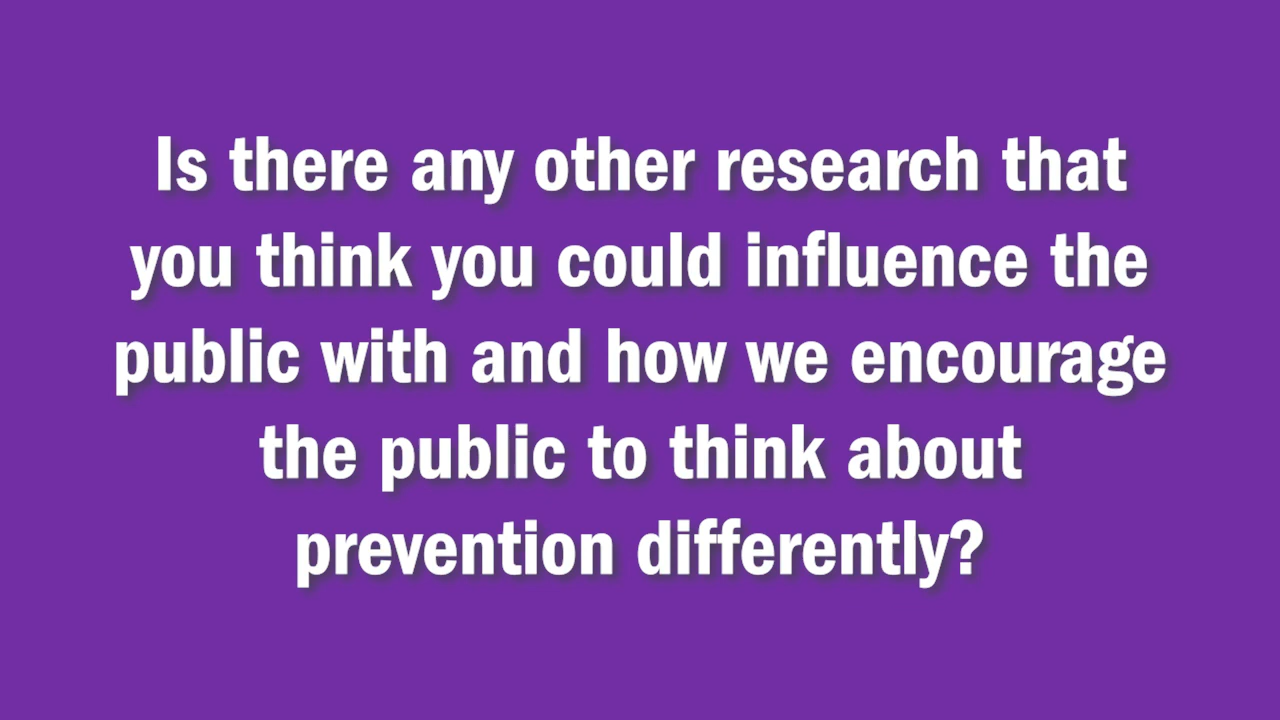 Is there any other research that
you think you could influence the
public with and how we encourage
the public to think about
prevention differently?